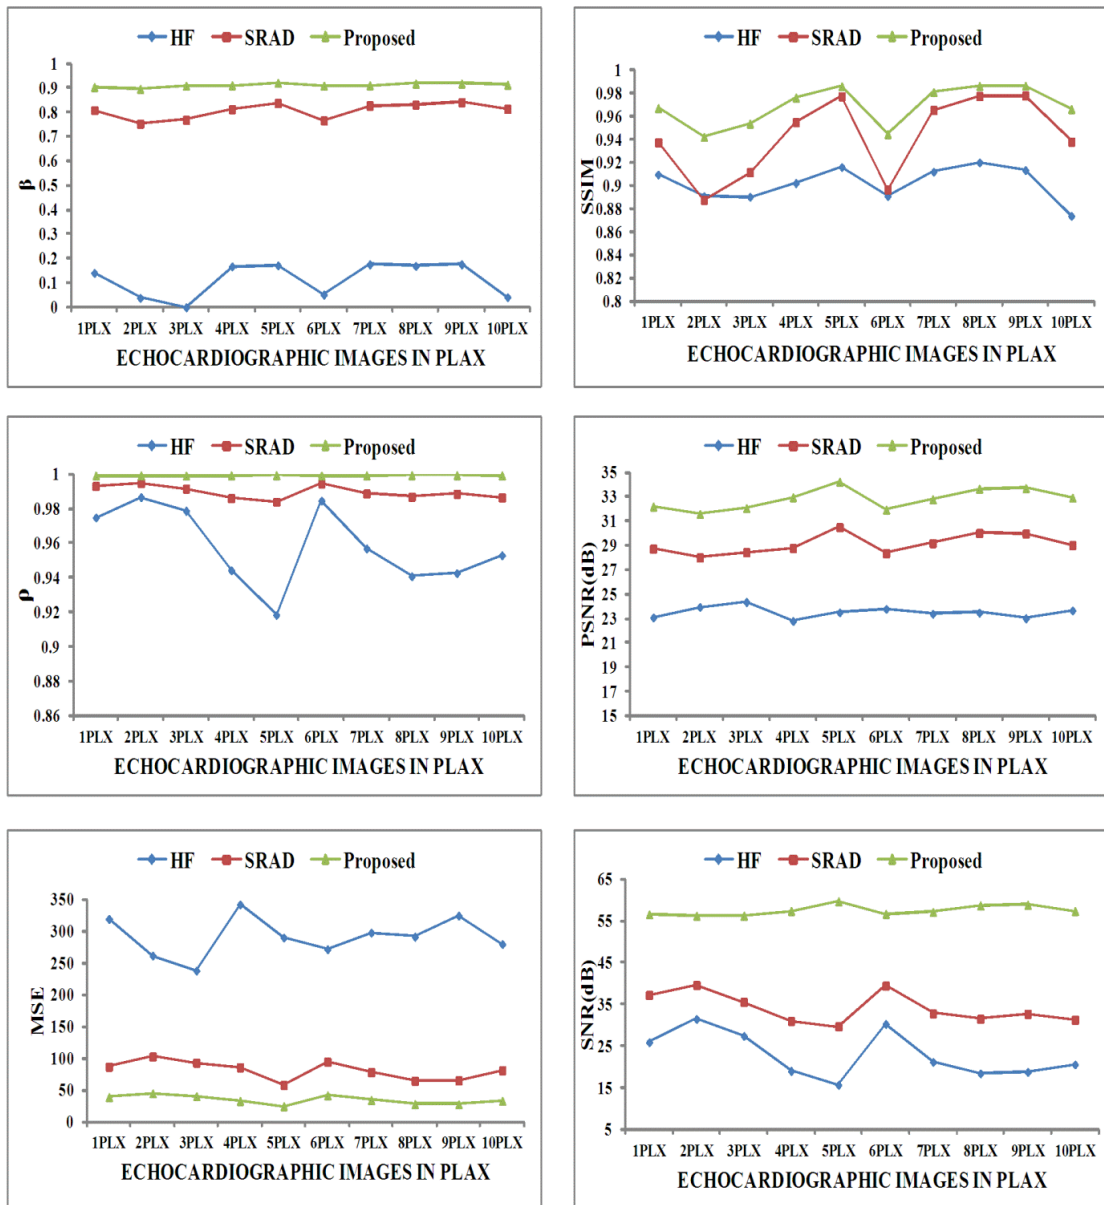 HF SRAD Proposed
1
0.9
0.8
0.7
0.6
0.5
0.4
0.3
0.2
0.1
0
β
1PLX 2PLX 3PLX 4PLX 5PLX 6PLX 7PLX 8PLX 9PLX 10PLX
ECHOCARDIOGRAPHIC IMAGES IN PLAX
HF SRAD Proposed
1
0.98
0.96
0.94
0.92
0.9
0.88
0.86
0.84
0.82
0.8
SSIM
1PLX 2PLX 3PLX 4PLX 5PLX 6PLX 7PLX 8PLX 9PLX 10PLX
ECHOCARDIOGRAPHIC IMAGES IN PLAX
HF SRAD Proposed
1
0.98
0.96
0.94
0.92
0.9
0.88
0.86
ρ
1PLX 2PLX 3PLX 4PLX 5PLX 6PLX 7PLX 8PLX 9PLX 10PLX
ECHOCARDIOGRAPHIC IMAGES IN PLAX
HF SRAD Proposed
35
33
31
29
27
25
23
21
19
17
15
PSNR(dB)
1PLX 2PLX 3PLX 4PLX 5PLX 6PLX 7PLX 8PLX 9PLX 10PLX
ECHOCARDIOGRAPHIC IMAGES IN PLAX
HF SRAD Proposed
350
300
250
200
150
100
50
0
MSE
1PLX 2PLX 3PLX 4PLX 5PLX 6PLX 7PLX 8PLX 9PLX 10PLX
ECHOCARDIOGRAPHIC IMAGES IN PLAX
HF SRAD Proposed
65
55
45
35
25
15
5
SNR(dB)
1PLX 2PLX 3PLX 4PLX 5PLX 6PLX 7PLX 8PLX 9PLX 10PLX
ECHOCARDIOGRAPHIC IMAGES IN PLAX